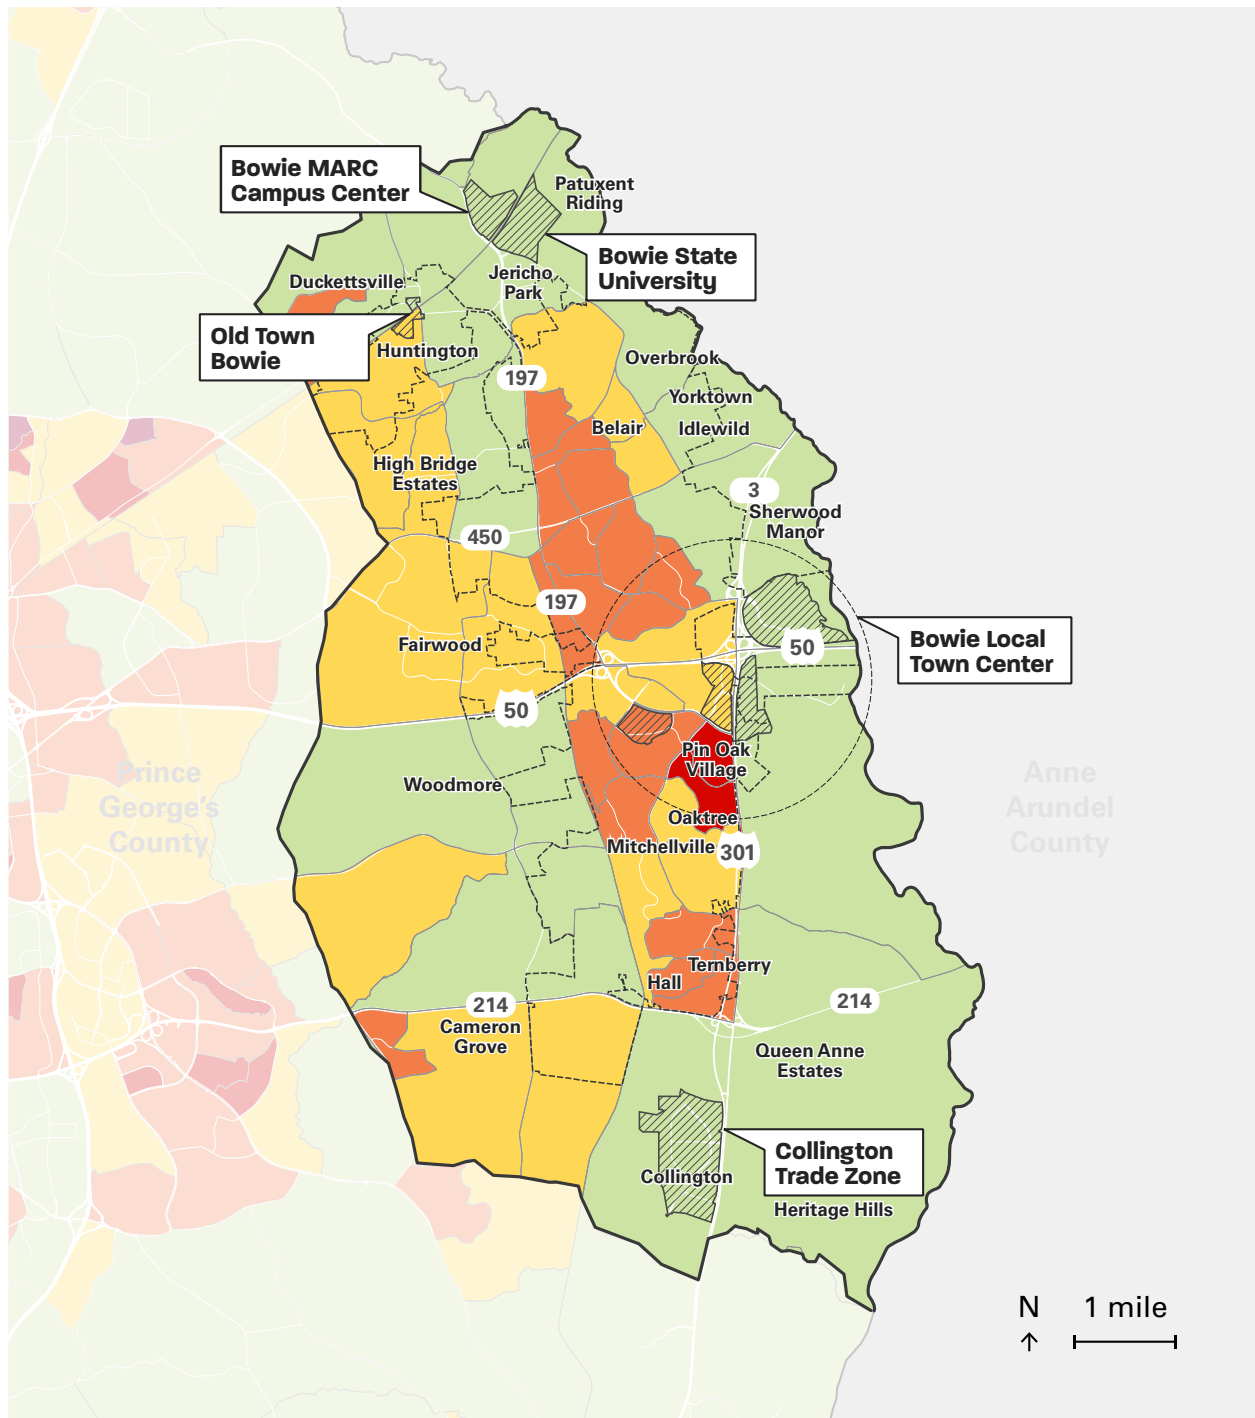 Bowie MARC
Campus Center
Patuxent
Riding
Bowie State
University
Duckettsville
Jericho
Park
Old Town
Bowie
Huntington
197
Overbrook
Yorktown
Belair
Idlewild
High Bridge
Estates
3
Sherwood
Manor
450
197
Fairwood
50
Bowie Local
Town Center
50
Pin Oak
Village
Prince
George's
County
Woodmore
Anne
Arundel
County
Oaktree
Mitchellville
301
Ternberry
Hall
214
214
Cameron
Grove
Queen Anne
Estates
Collington
Trade Zone
Collington
Heritage Hills
N
1 mile